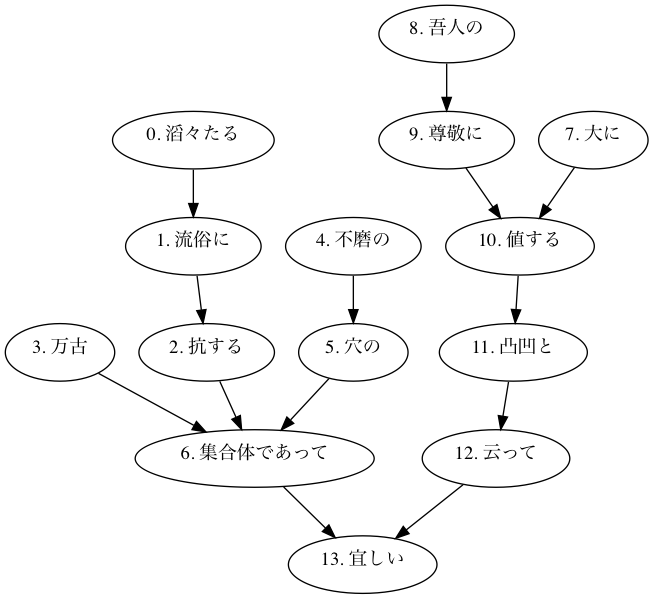 8. 吾人の
0. 滔々たる
9. 尊敬に
7. 大に
1. 流俗に
4. 不磨の
10. 値する
3. 万古
2. 抗する
5. 穴の
11. 凸凹と
6. 集合体であって
12. 云って
13. 宜しい